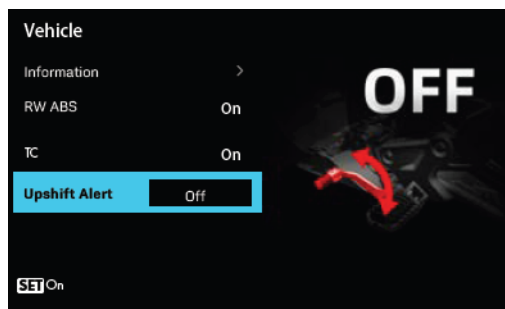 Vehicle
Information >
RW ABS On
TC On
Upshift Alert Off
SET On
OFF